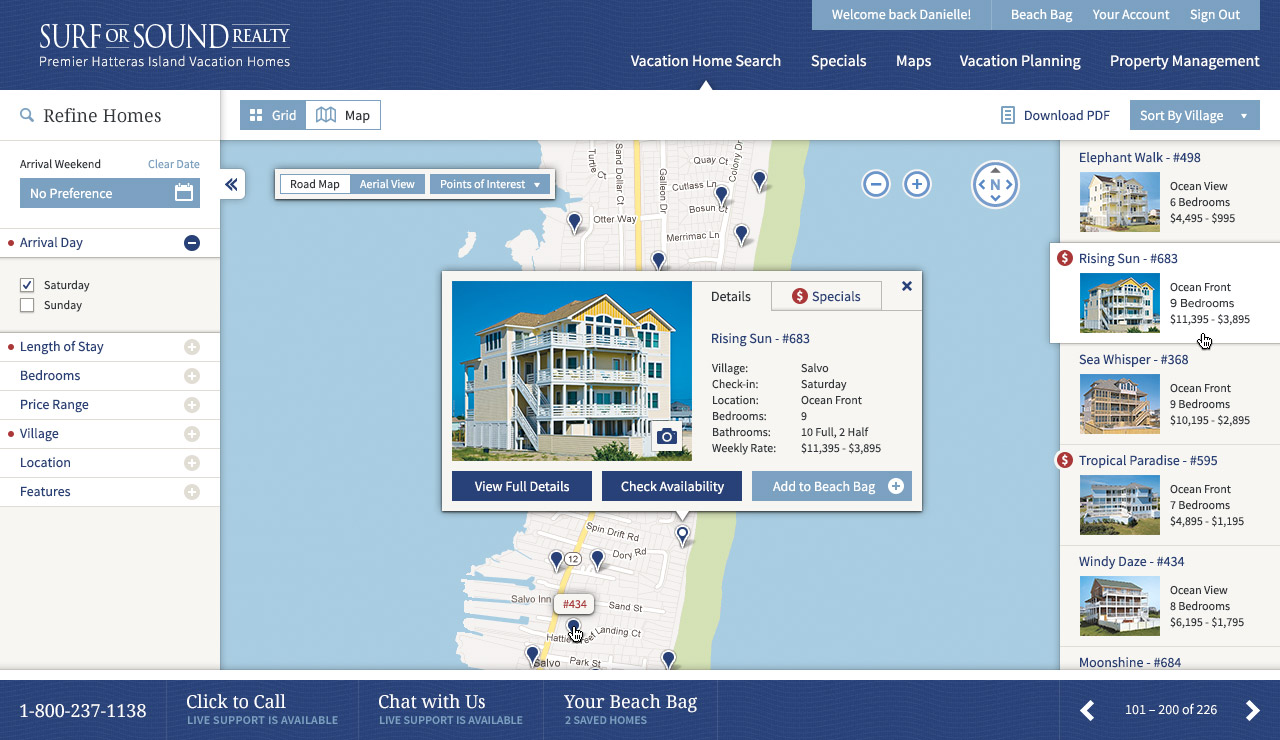 SURF OR SOUND REALTY
Premier Hatteras Island Vacation Homes
Welcome back Danielle!
Beach Bag
Your Account
Sign Out
Vacation Home Search
Specials
Maps
Vacation Planning
Property Management
Refine Homes
Grid
Map
Download PDF
Sort By Village
Arrival Weekend
Clear Date
No Preference
Arrival Day
Saturday
Sunday
Length of Stay
Bedrooms
Price Range
Village
Location
Features
Road Map
Aerial View
Points of Interest
N
Turtle Ct
Sand Dollar Ct
Galleon Dr
Colony Dr
Quay Ct
Cutlass Ln
Bosun Ct
Otter Way
Merrimac Ln
Details
$ Specials
Rising Sun - #683
Village: Salvo
Check-in: Saturday
Location: Ocean Front
Bedrooms: 9
Bathrooms: 10 Full, 2 Half
Weekly Rate: $11,395 - $3,895
View Full Details
Check Availability
Add to Beach Bag
Spin Drift Rd
Dory Rd
12
Salvo Inn
#434
Sand St
Landing Ct
Salvo
Park St
Elephant Walk - #498
Ocean View
6 Bedrooms
$4,495 - $995
$ Rising Sun - #683
Ocean Front
9 Bedrooms
$11,395 - $3,895
Sea Whisper - #368
Ocean Front
9 Bedrooms
$10,195 - $2,895
$ Tropical Paradise - #595
Ocean Front
7 Bedrooms
$4,895 - $1,195
Windy Daze - #434
Ocean View
8 Bedrooms
$6,195 - $1,795
Moonshine - #684
1-800-237-1138
Click to Call
LIVE SUPPORT IS AVAILABLE
Chat with Us
LIVE SUPPORT IS AVAILABLE
Your Beach Bag
2 SAVED HOMES
101 – 200 of 226